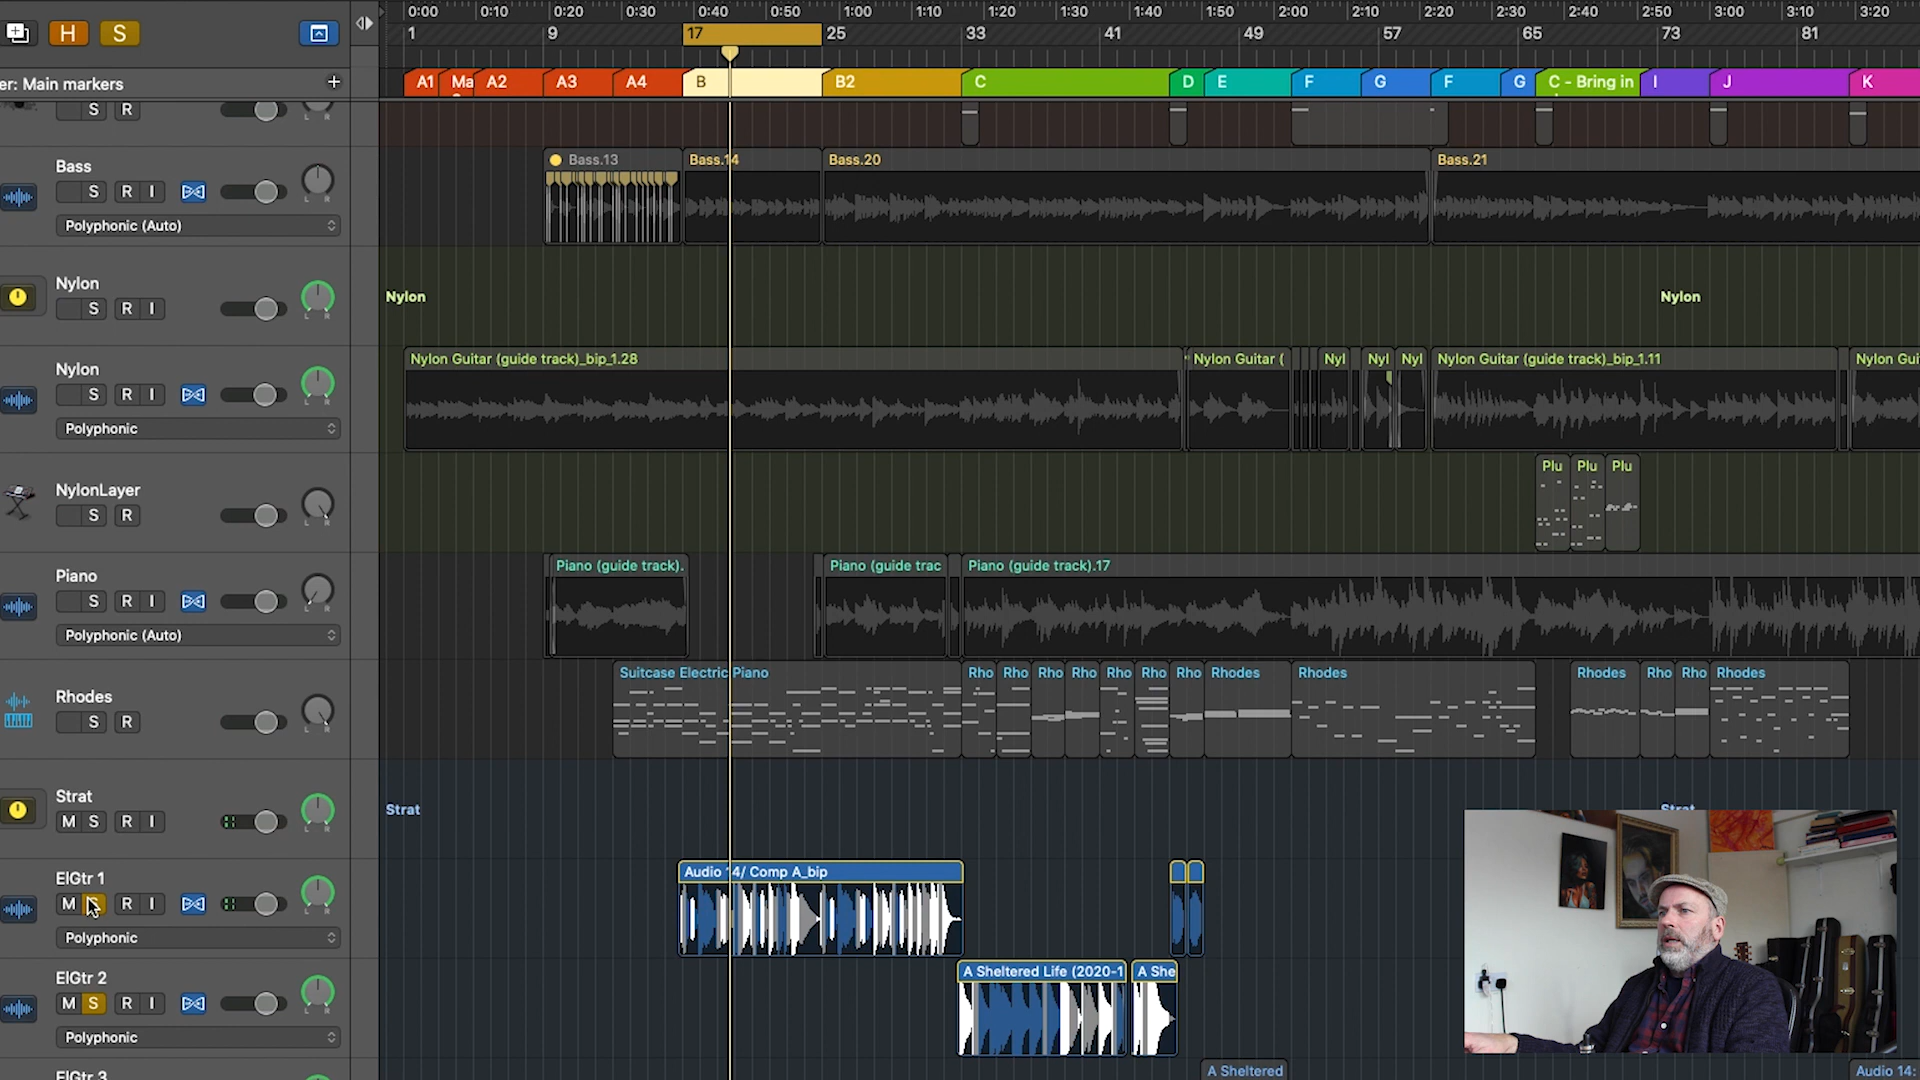 0:00 0:10 0:20 0:30 0:40 0:50 1:00 1:10 1:20 1:30 1:40 1:50 2:00 2:10 2:20 2:30 2:40 2:50 3:00 3:10 3:20
H S
1 9 17 25 33 41 49 57 65 73 81
er: Main markers +
A1 Ma A2 A3 A4 B B2 C D E F G F G C - Bring in I J K
S R L R
Bass
Bass.13 Bass.14 Bass.20 Bass.21
S R I L R
Polyphonic (Auto)
Nylon
S R I L R
Nylon Nylon
Nylon
Nylon Guitar (guide track)_bip_1.28 Nylon Guitar ( Nyl Nyl Nyl Nylon Guitar (guide track)_bip_1.11 Nylon Gui
S R I L R
Polyphonic
NylonLayer
Plu Plu Plu
S R L R
Piano
Piano (guide track). Piano (guide trac Piano (guide track).17
S R I L R
Polyphonic (Auto)
Rhodes
Suitcase Electric Piano Rho Rho Rho Rho Rho Rho Rho Rhodes Rhodes Rhodes Rho Rho Rhodes
S R L R
Strat
M S R I L R
Strat Strat
ElGtr 1
Audio 14/ Comp A_bip
M S R I L R
Polyphonic
ElGtr 2
A Sheltered Life (2020-1 A She
M S R I L R
Polyphonic
ElGtr 3
A Sheltered Audio 14: